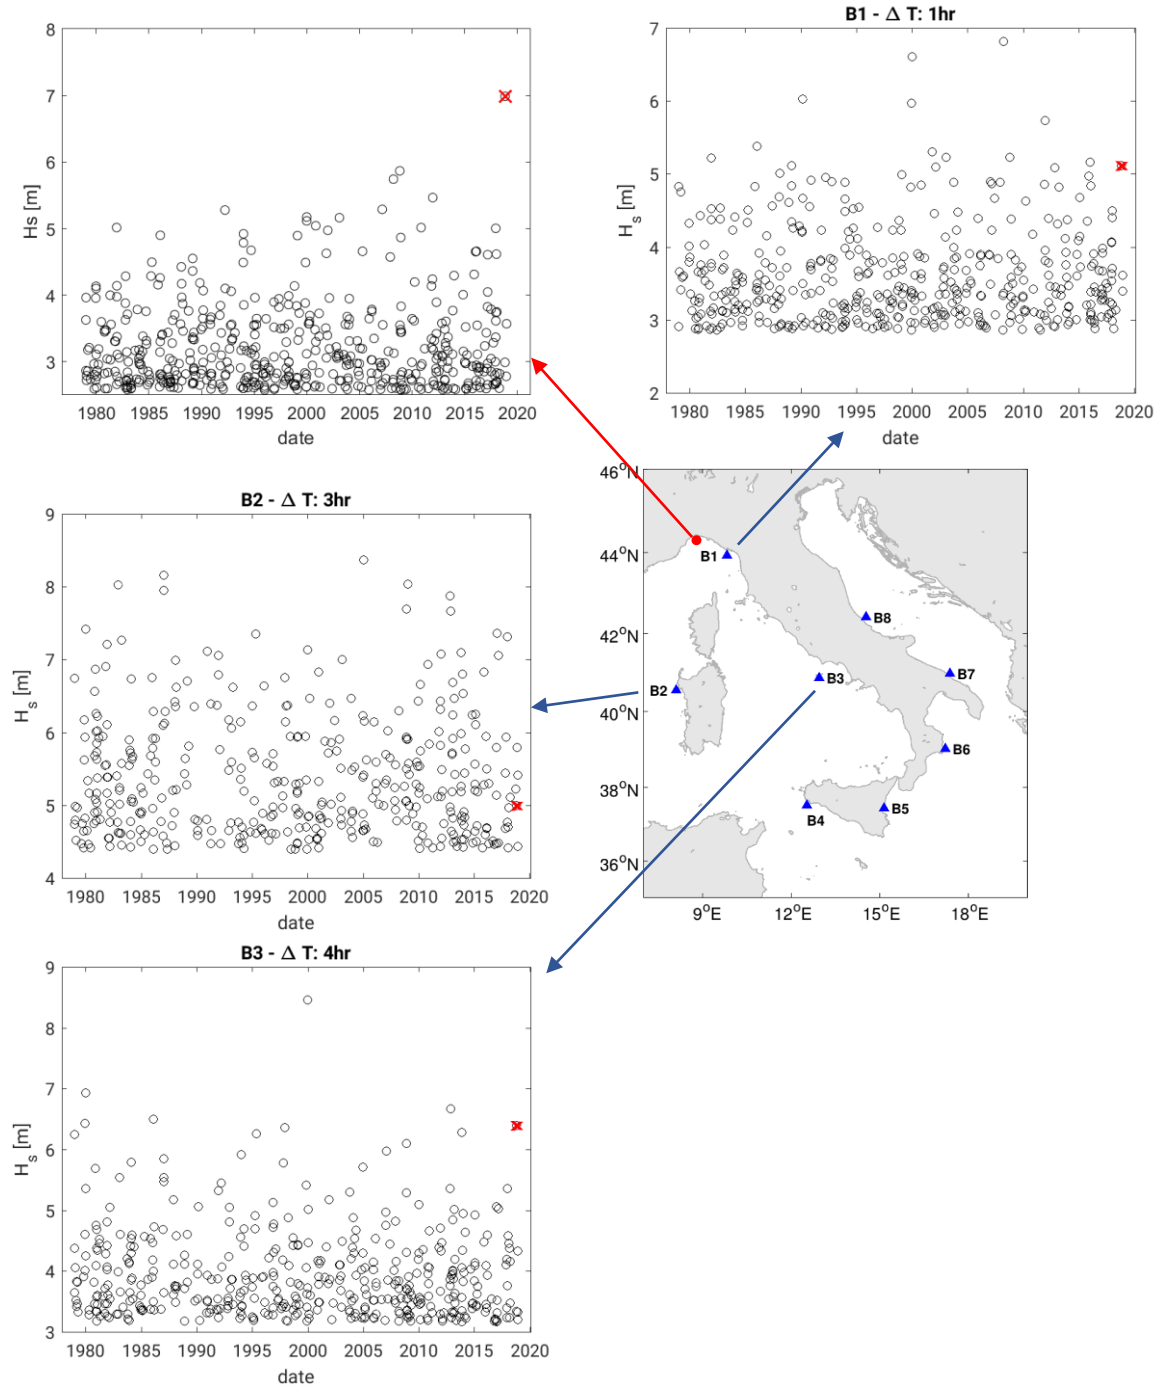 8
7
6
5
4
3
Hs [m]
1980 1985 1990 1995 2000 2005 2010 2015 2020
date
B1 - Δ T: 1hr
7
6
5
4
3
2
H_s [m]
1980 1985 1990 1995 2000 2005 2010 2015 2020
date
B2 - Δ T: 3hr
9
8
7
6
5
4
H_s [m]
1980 1985 1990 1995 2000 2005 2010 2015 2020
date
46°N
44°N
42°N
40°N
38°N
36°N
9°E 12°E 15°E 18°E
B1
B8
B7
B3
B2
B6
B5
B4
B3 - Δ T: 4hr
9
8
7
6
5
4
3
H_s [m]
1980 1985 1990 1995 2000 2005 2010 2015 2020
date